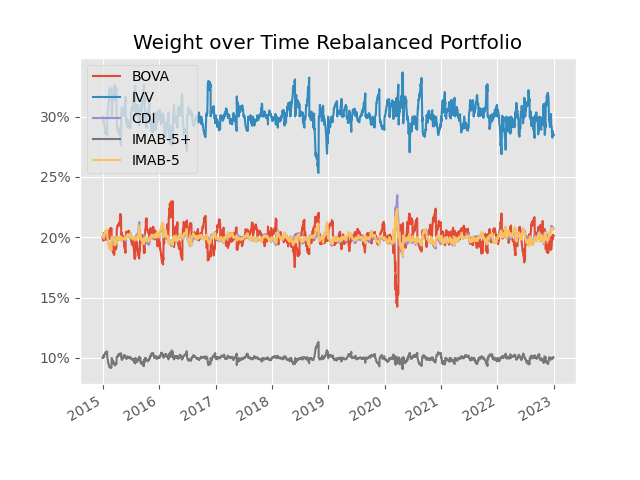 Weight over Time Rebalanced Portfolio
BOVA
IVV
CDI
IMAB-5+
IMAB-5
30%
25%
20%
15%
10%
2015 2016 2017 2018 2019 2020 2021 2022 2023